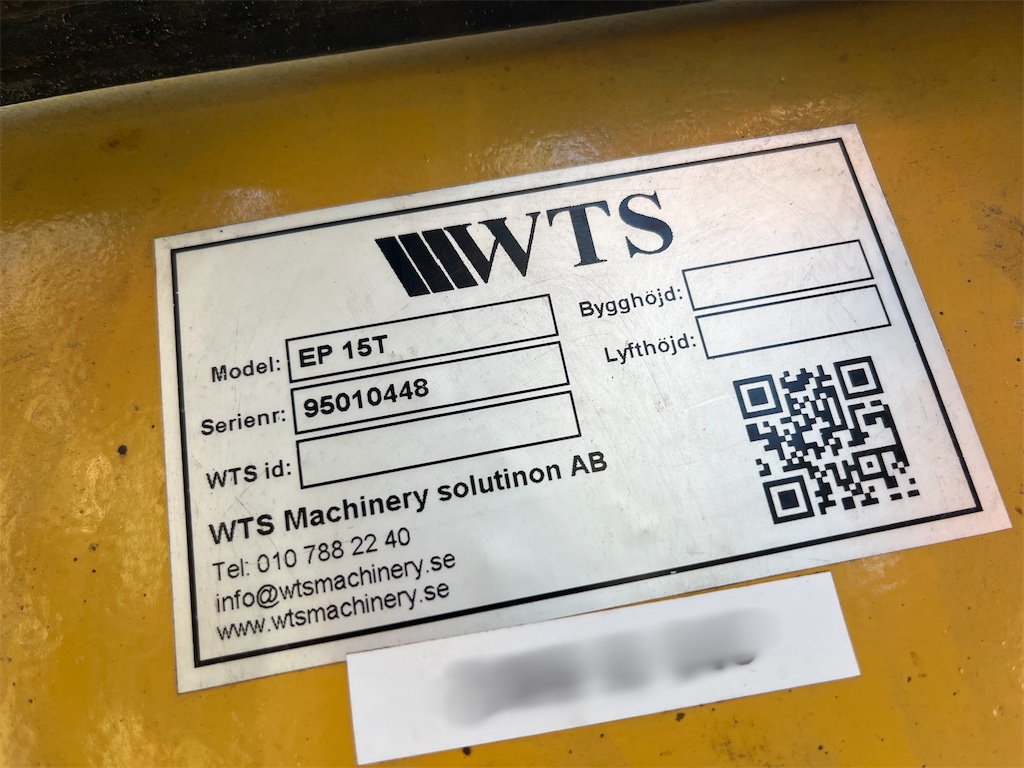 WTS
Model: EP 15T
Serienr: 95010448
WTS id:
Bygghöjd:
Lyfthöjd:
WTS Machinery solutinon AB
Tel: 010 788 22 40
info@wtsmachinery.se
www.wtsmachinery.se